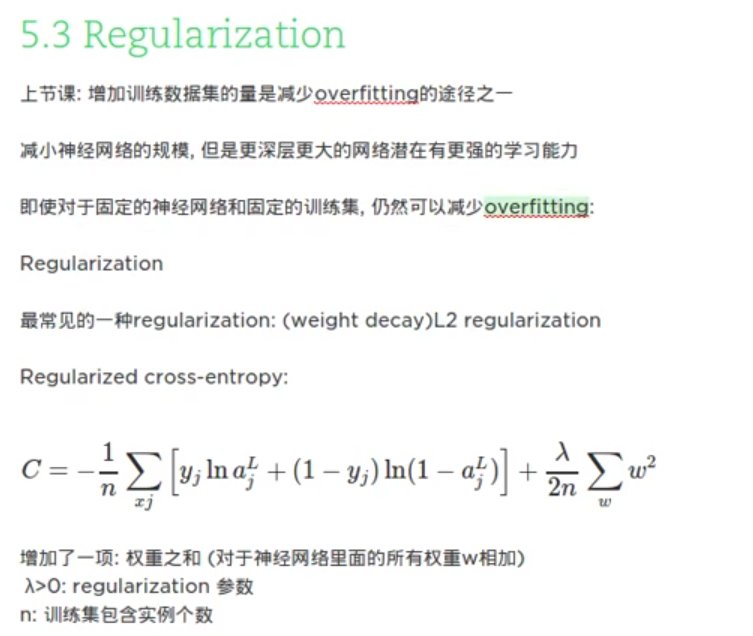 5.3 Regularization
上节课: 增加训练数据集的量是减少overfitting的途径之一
减小神经网络的规模, 但是更深层更大的网络潜在有更强的学习能力
即使对于固定的神经网络和固定的训练集, 仍然可以减少overfitting:
Regularization
最常见的一种regularization: (weight decay)L2 regularization
Regularized cross-entropy:
C = -\frac{1}{n} \sum_{xj} [y_j \ln a_j^L + (1 - y_j) \ln(1 - a_j^L)] + \frac{λ}{2n} \sum_w w^2
增加了一项: 权重之和 (对于神经网络里面的所有权重w相加)
λ>0: regularization 参数
n: 训练集包含实例个数